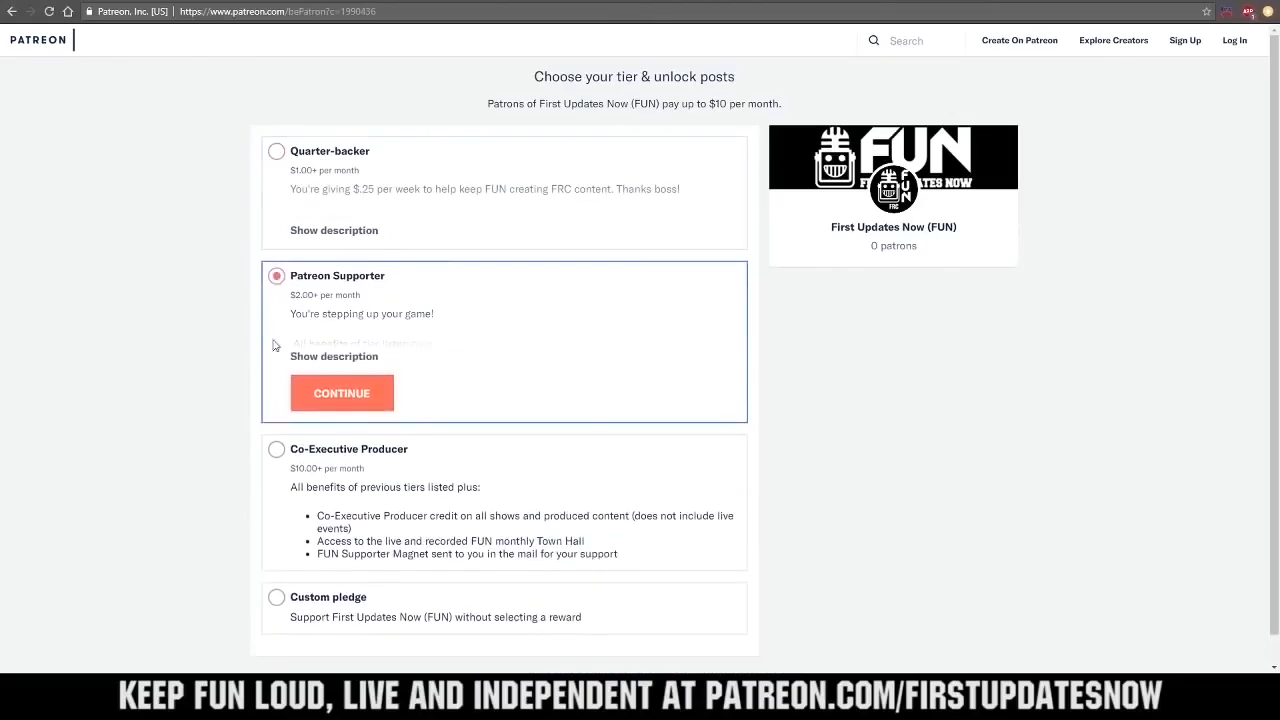 Patreon, Inc. [US] | https://www.patreon.com/bePatron?c=1990436
PATREON
Search
Create On Patreon
Explore Creators
Sign Up
Log In
Choose your tier & unlock posts
Patrons of First Updates Now (FUN) pay up to $10 per month.
Quarter-backer
$1.00+ per month
You're giving $.25 per week to help keep FUN creating FRC content. Thanks boss!
Show description
Patreon Supporter
$2.00+ per month
You're stepping up your game!
All benefits of tier
Show description
CONTINUE
Co-Executive Producer
$10.00+ per month
All benefits of previous tiers listed plus:
• Co-Executive Producer credit on all shows and produced content (does not include live
events)
• Access to the live and recorded FUN monthly Town Hall
• FUN Supporter Magnet sent to you in the mail for your support
Custom pledge
Support First Updates Now (FUN) without selecting a reward
FUN
FUN
FRC
First Updates Now (FUN)
0 patrons
KEEP FUN LOUD, LIVE AND INDEPENDENT AT PATREON.COM/FIRSTUPDATESNOW